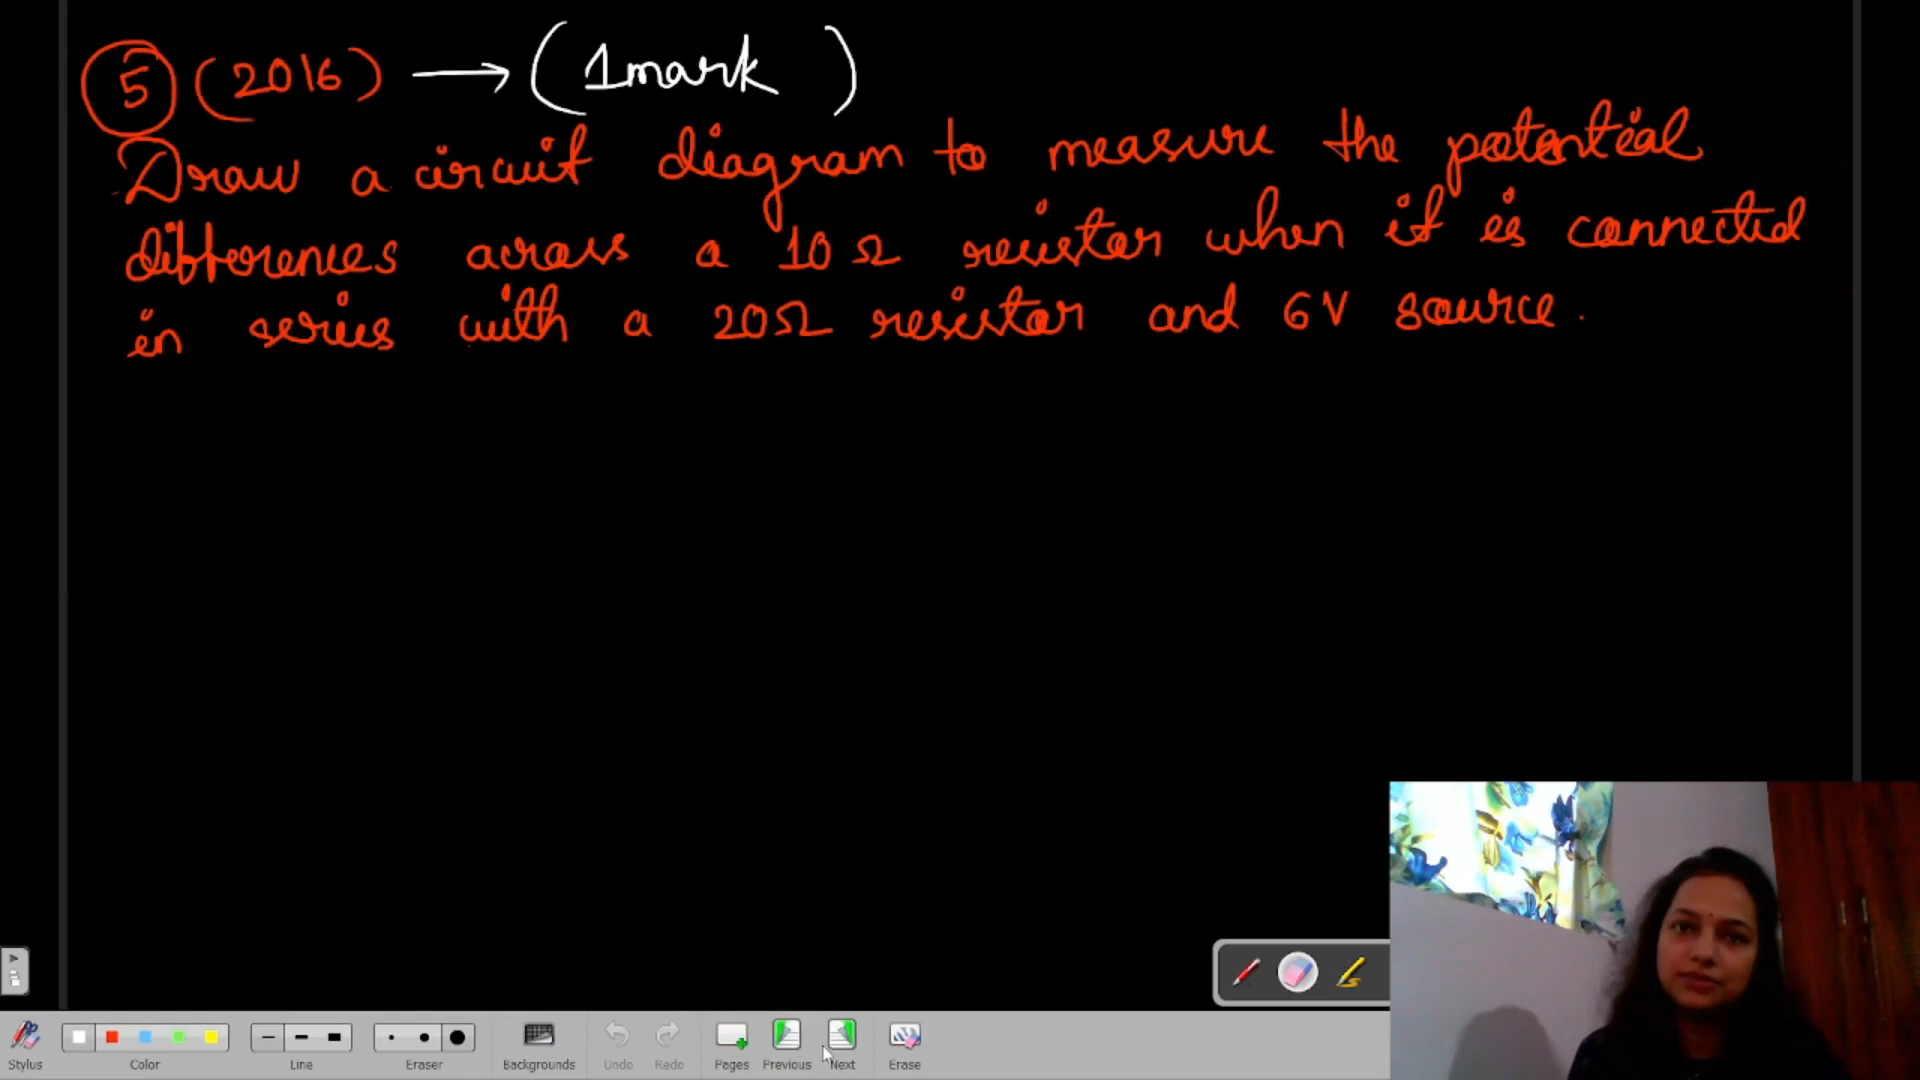 5 (2016) → (1 mark)
Draw a circuit diagram to measure the potential
differences across a 10 Ω resistor when it is connected
in series with a 20Ω resistor and 6V source.
Stylus Color Line Eraser Backgrounds Undo Redo Pages Previous Next Erase